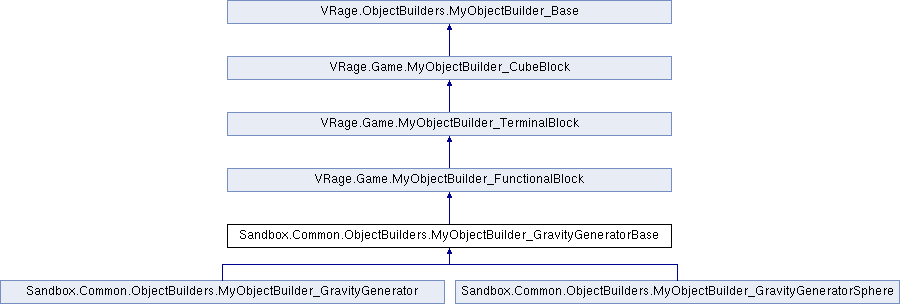 VRage.ObjectBuilders.MyObjectBuilder_Base
VRage.Game.MyObjectBuilder_CubeBlock
VRage.Game.MyObjectBuilder_TerminalBlock
VRage.Game.MyObjectBuilder_FunctionalBlock
Sandbox.Common.ObjectBuilders.MyObjectBuilder_GravityGeneratorBase
Sandbox.Common.ObjectBuilders.MyObjectBuilder_GravityGenerator
Sandbox.Common.ObjectBuilders.MyObjectBuilder_GravityGeneratorSphere